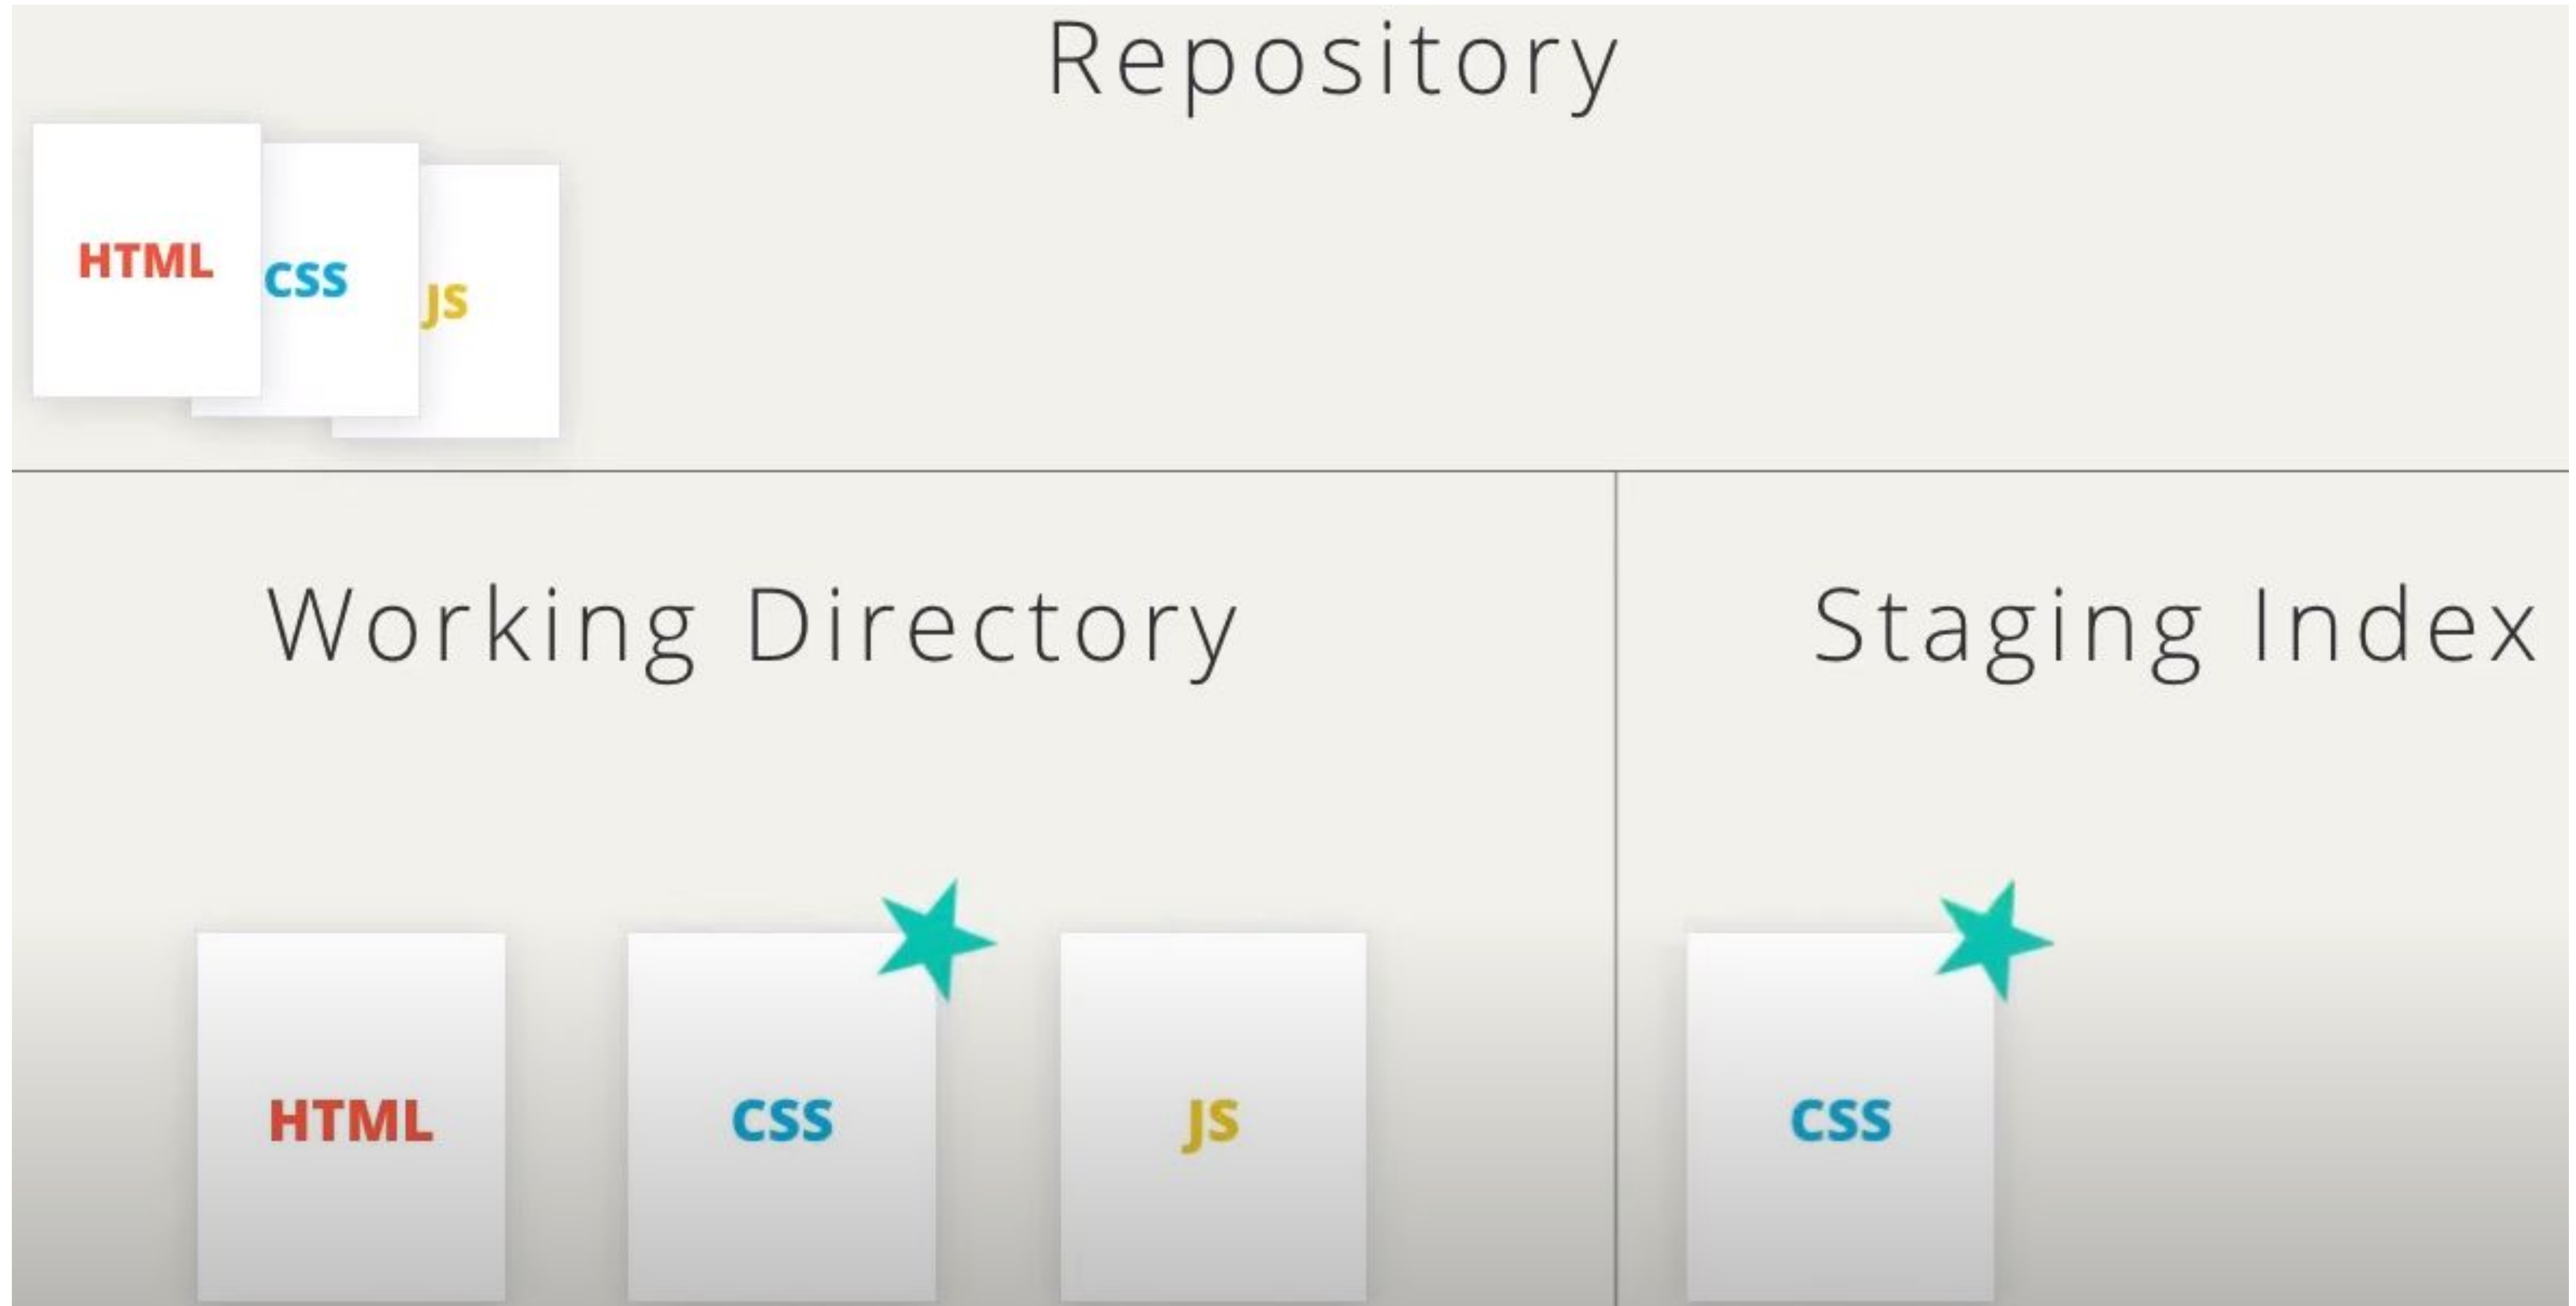 Repository
HTML
CSS
JS
Working Directory
Staging Index
HTML
CSS
JS
CSS